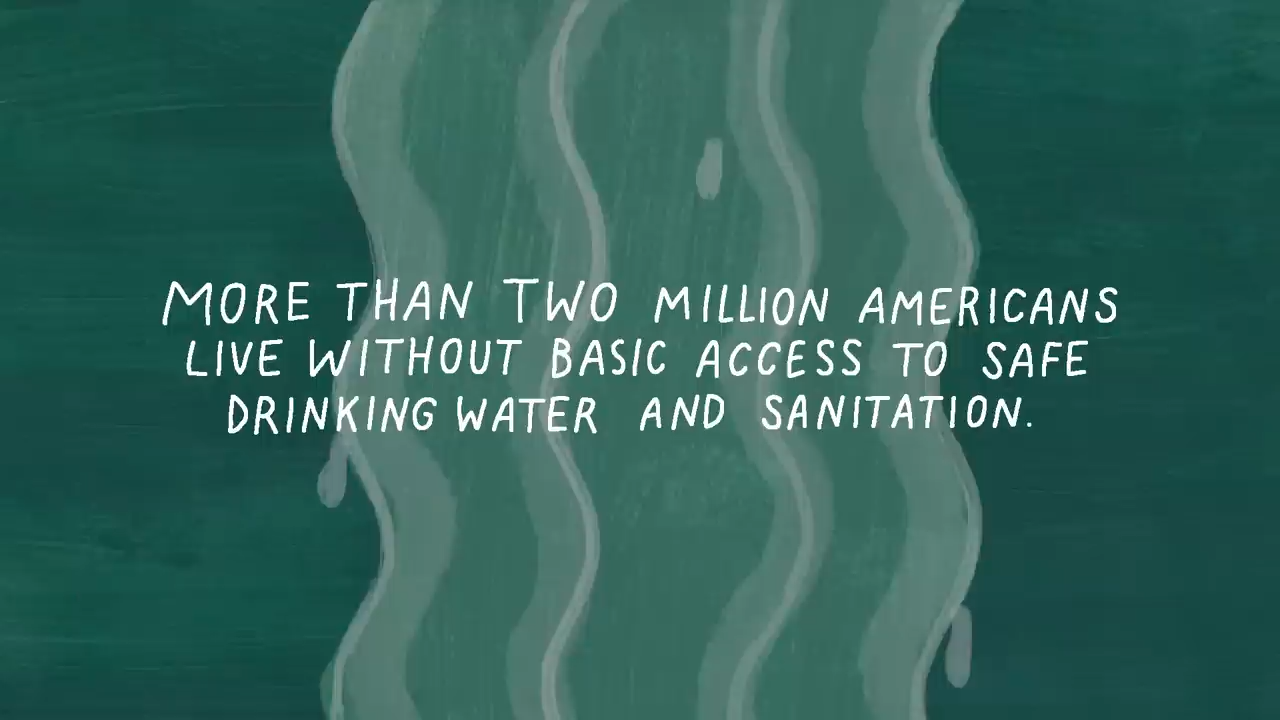 MORE THAN TWO MILLION AMERICANS
LIVE WITHOUT BASIC ACCESS TO SAFE
DRINKING WATER AND SANITATION.